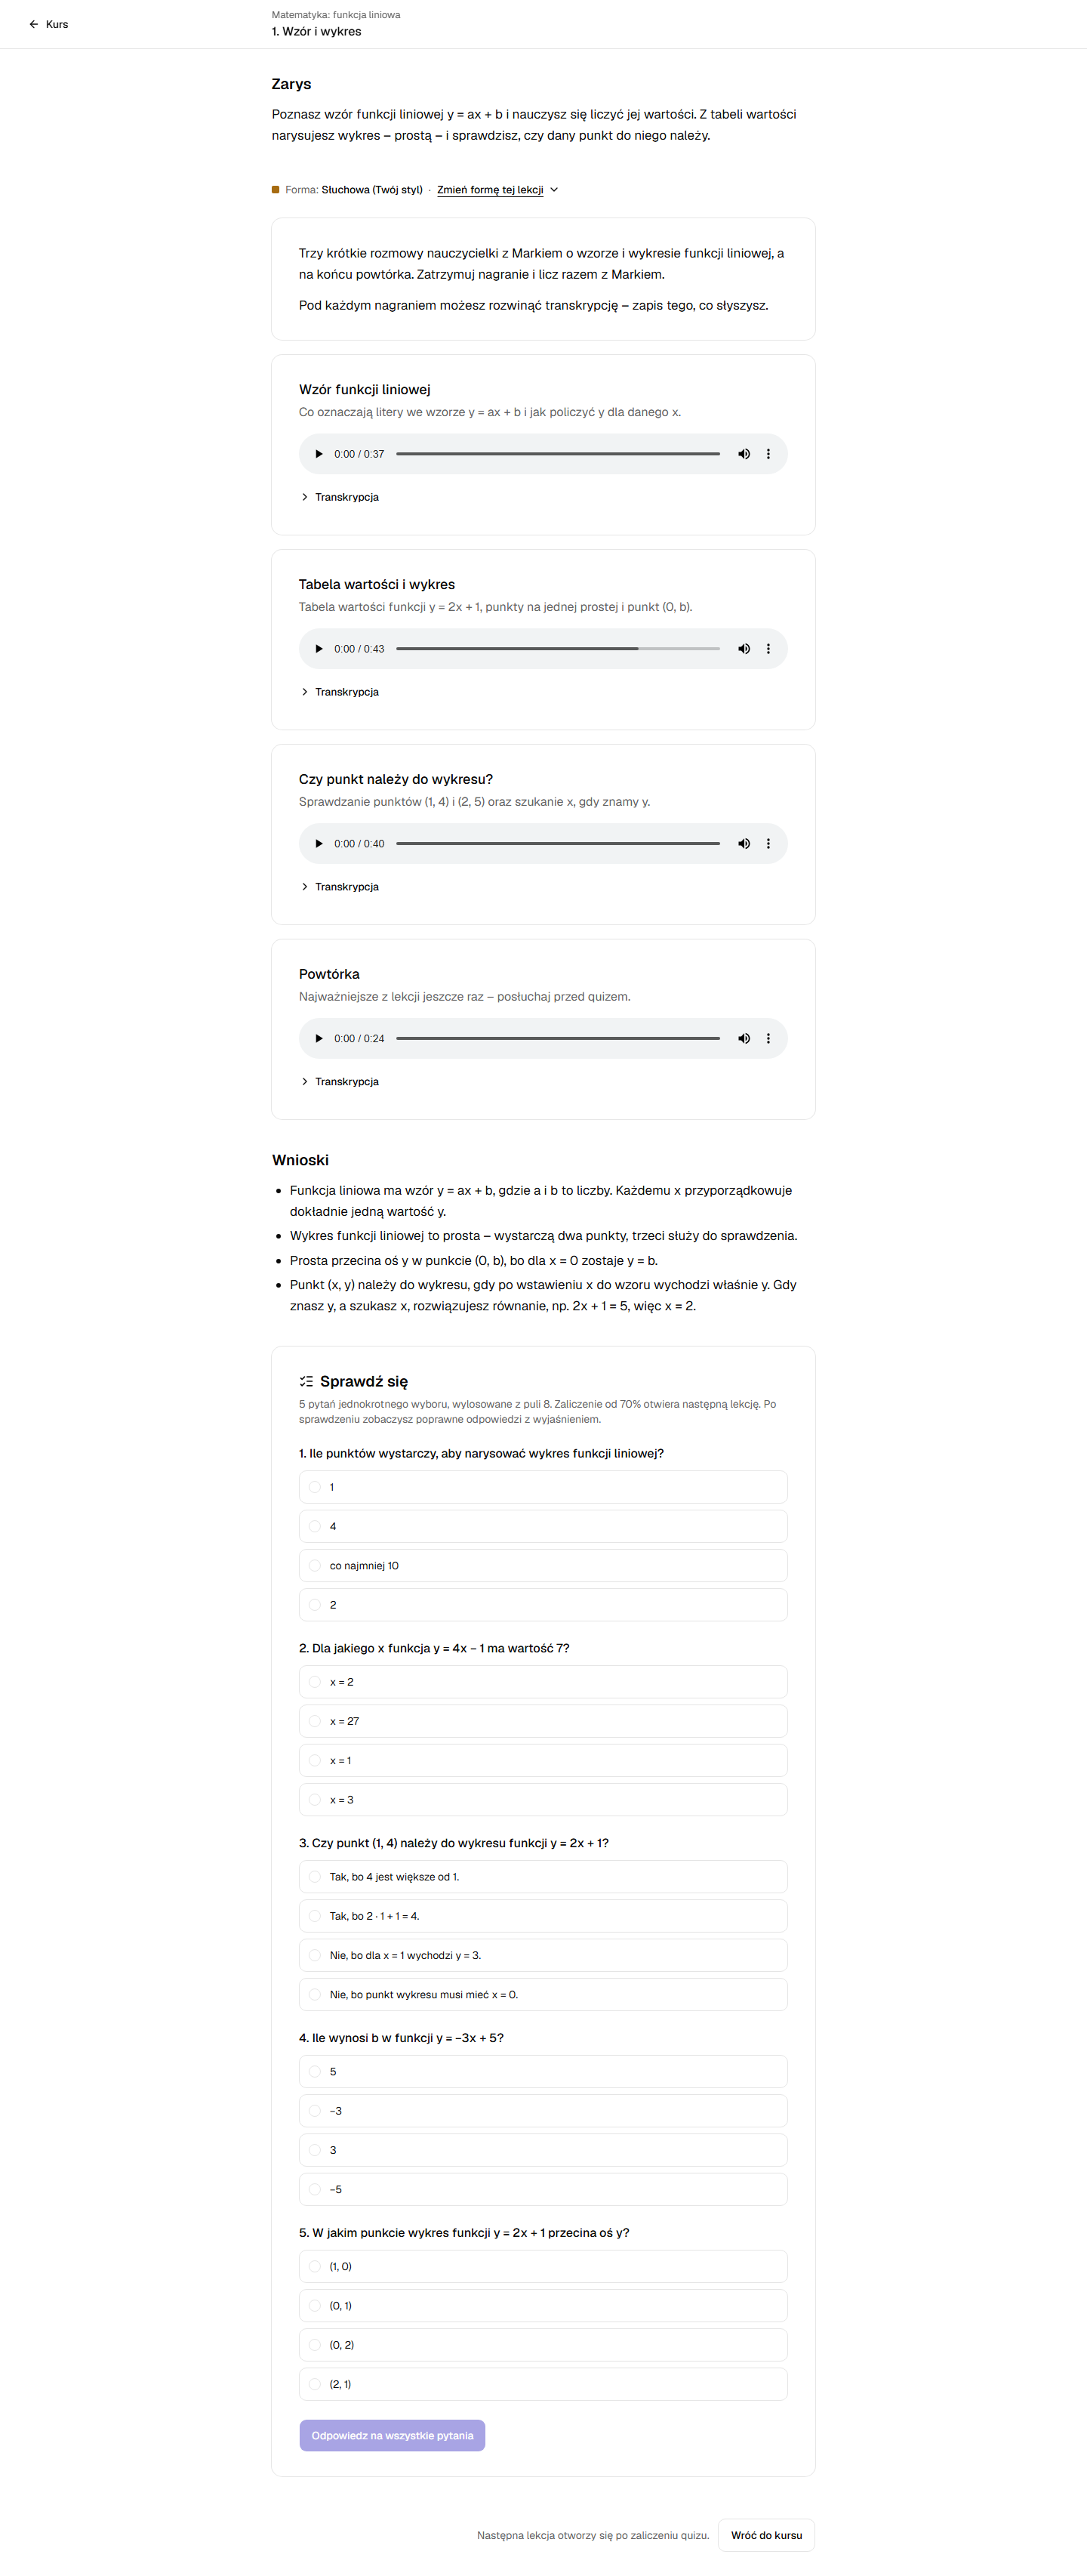 Kurs
Matematyka: funkcja liniowa
1. Wzór i wykres
Zarys
Poznasz wzór funkcji liniowej y = ax + b i nauczysz się liczyć jej wartości. Z tabeli wartości
narysujesz wykres – prostą – i sprawdzisz, czy dany punkt do niego należy.
Forma: Słuchowa (Twój styl) · Zmień formę tej lekcji
Trzy krótkie rozmowy nauczycielki z Markiem o wzorze i wykresie funkcji liniowej, a
na końcu powtórka. Zatrzymuj nagranie i licz razem z Markiem.
Pod każdym nagraniem możesz rozwinąć transkrypcję – zapis tego, co słyszysz.
Wzór funkcji liniowej
Co oznaczają litery we wzorze y = ax + b i jak policzyć y dla danego x.
0:00 / 0:37
Transkrypcja
Tabela wartości i wykres
Tabela wartości funkcji y = 2x + 1, punkty na jednej prostej i punkt (0, b).
0:00 / 0:43
Transkrypcja
Czy punkt należy do wykresu?
Sprawdzanie punktów (1, 4) i (2, 5) oraz szukanie x, gdy znamy y.
0:00 / 0:40
Transkrypcja
Powtórka
Najważniejsze z lekcji jeszcze raz – posłuchaj przed quizem.
0:00 / 0:24
Transkrypcja
Wnioski
• Funkcja liniowa ma wzór y = ax + b, gdzie a i b to liczby. Każdemu x przyporządkowuje
dokładnie jedną wartość y.
• Wykres funkcji liniowej to prosta – wystarczą dwa punkty, trzeci służy do sprawdzenia.
• Prosta przecina oś y w punkcie (0, b), bo dla x = 0 zostaje y = b.
• Punkt (x, y) należy do wykresu, gdy po wstawieniu x do wzoru wychodzi właśnie y. Gdy
znasz y, a szukasz x, rozwiązujesz równanie, np. 2x + 1 = 5, więc x = 2.
Sprawdź się
5 pytań jednokrotnego wyboru, wylosowane z puli 8. Zaliczenie od 70% otwiera następną lekcję. Po
sprawdzeniu zobaczysz poprawne odpowiedzi z wyjaśnieniem.
1. Ile punktów wystarczy, aby narysować wykres funkcji liniowej?
1
4
co najmniej 10
2
2. Dla jakiego x funkcja y = 4x − 1 ma wartość 7?
x = 2
x = 27
x = 1
x = 3
3. Czy punkt (1, 4) należy do wykresu funkcji y = 2x + 1?
Tak, bo 4 jest większe od 1.
Tak, bo 2 · 1 + 1 = 4.
Nie, bo dla x = 1 wychodzi y = 3.
Nie, bo punkt wykresu musi mieć x = 0.
4. Ile wynosi b w funkcji y = −3x + 5?
5
−3
3
−5
5. W jakim punkcie wykres funkcji y = 2x + 1 przecina oś y?
(1, 0)
(0, 1)
(0, 2)
(2, 1)
Odpowiedz na wszystkie pytania
Następna lekcja otworzy się po zaliczeniu quizu.
Wróć do kursu